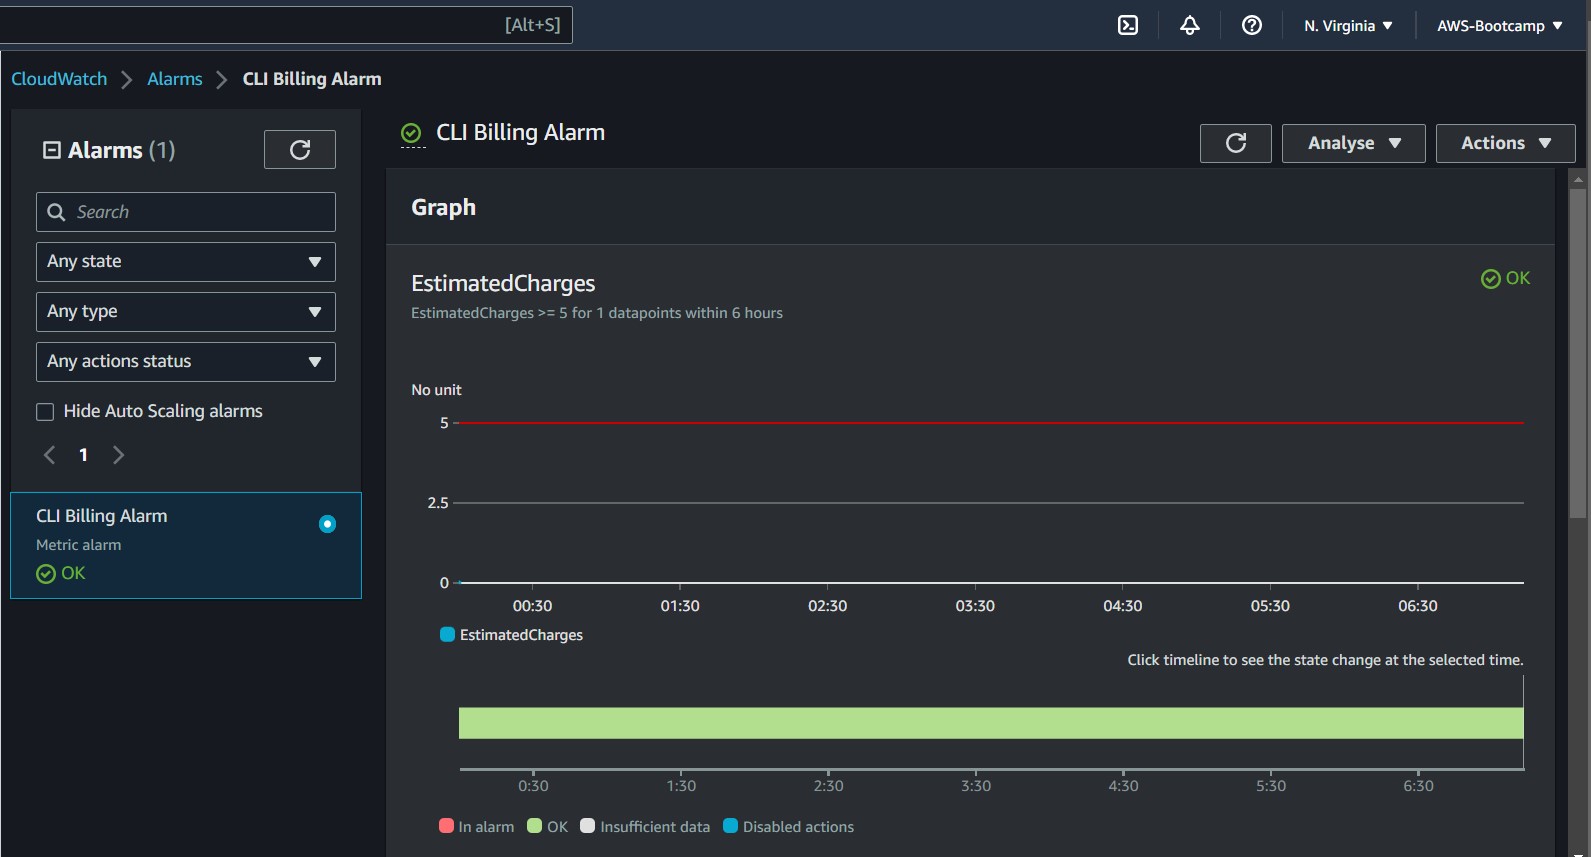 [Alt+S]
N. Virginia
AWS-Bootcamp
CloudWatch
Alarms
CLI Billing Alarm
Alarms (1)
Search
Any state
Any type
Any actions status
Hide Auto Scaling alarms
1
CLI Billing Alarm
Metric alarm
OK
CLI Billing Alarm
Analyse
Actions
Graph
EstimatedCharges
OK
EstimatedCharges >= 5 for 1 datapoints within 6 hours
No unit
5
2.5
0
00:30 01:30 02:30 03:30 04:30 05:30 06:30
EstimatedCharges
Click timeline to see the state change at the selected time.
0:30 1:30 2:30 3:30 4:30 5:30 6:30
In alarm OK Insufficient data Disabled actions